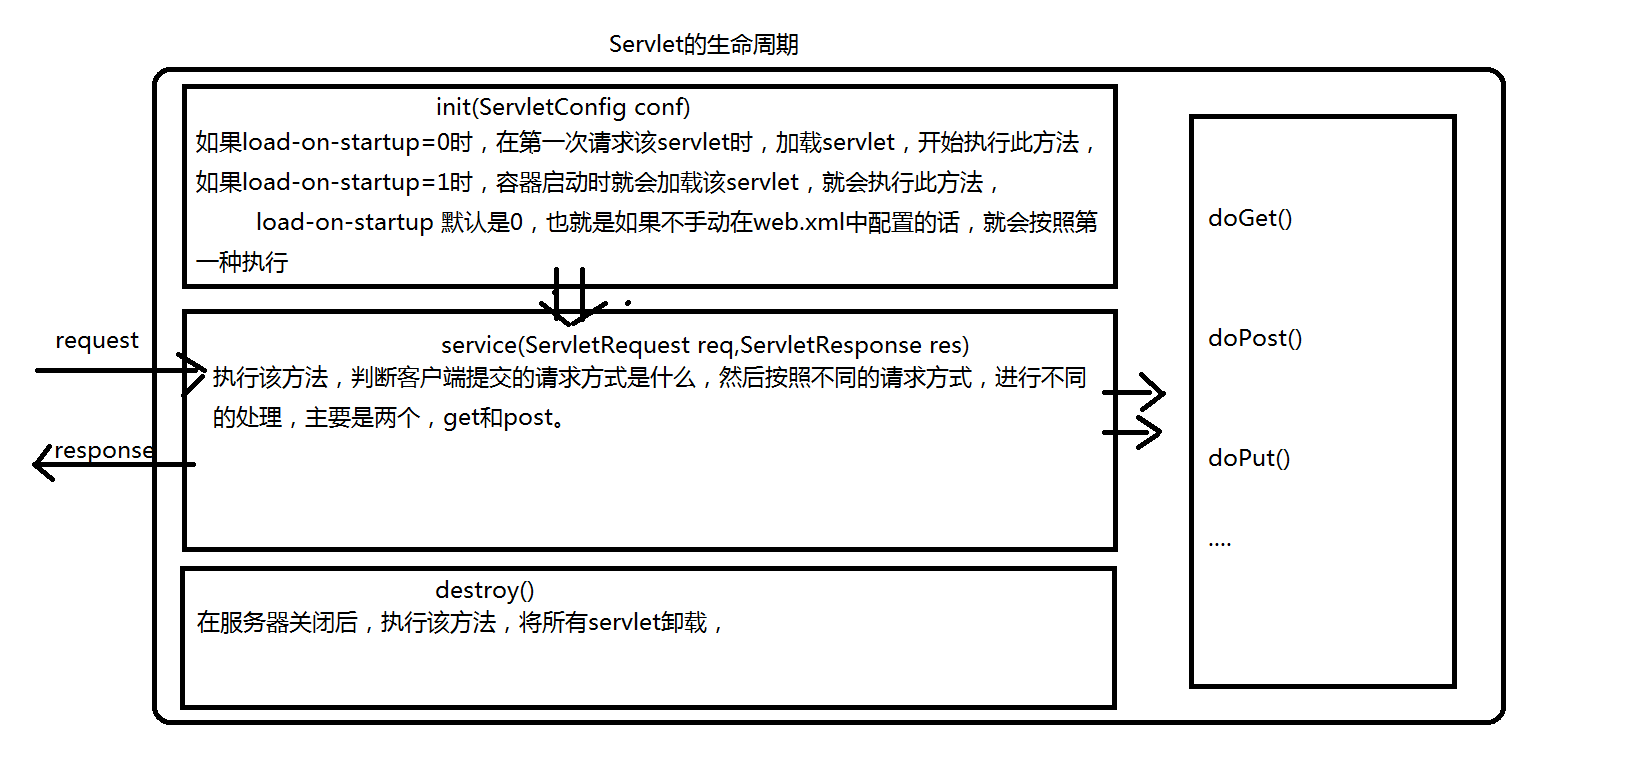 Servlet的生命周期
init(ServletConfig conf)
如果load-on-startup=0时，在第一次请求该servlet时，加载servlet，开始执行此方法，
如果load-on-startup=1时，容器启动时就会加载该servlet，就会执行此方法，
load-on-startup 默认是0，也就是如果不手动在web.xml中配置的话，就会按照第
一种执行
request
service(ServletRequest req,ServletResponse res)
执行该方法，判断客户端提交的请求方式是什么，然后按照不同的请求方式，进行不同
的处理，主要是两个，get和post。
response
destroy()
在服务器关闭后，执行该方法，将所有servlet卸载，
doGet()
doPost()
doPut()
....